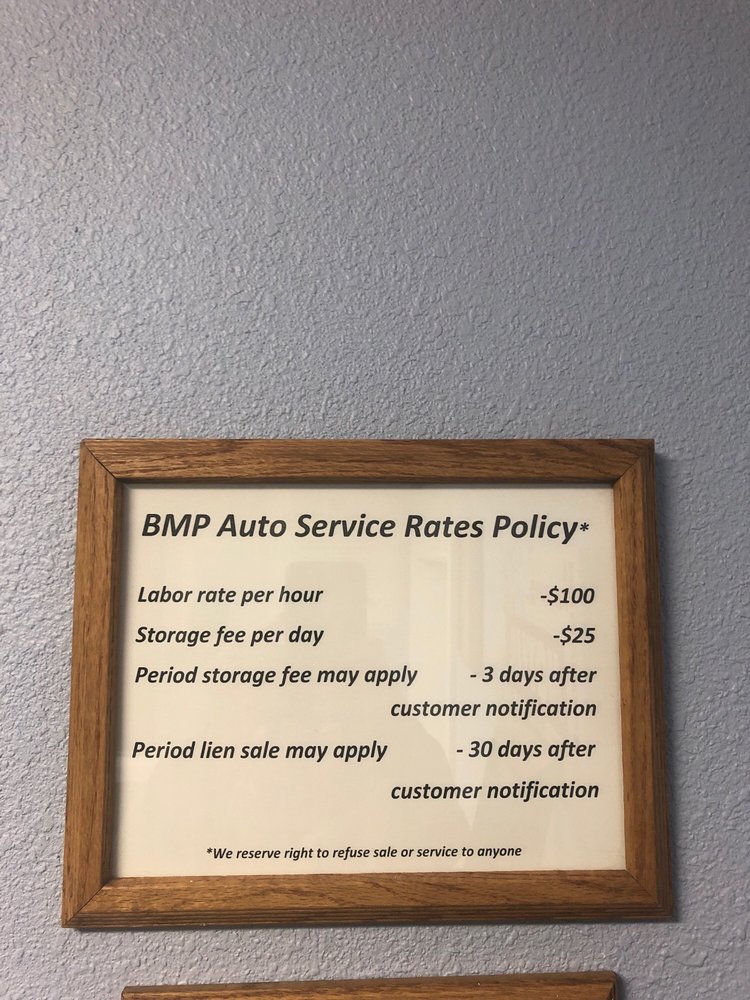 BMP Auto Service Rates Policy*
Labor rate per hour -$100
Storage fee per day -$25
Period storage fee may apply - 3 days after
customer notification
Period lien sale may apply - 30 days after
customer notification
*We reserve right to refuse sale or service to anyone